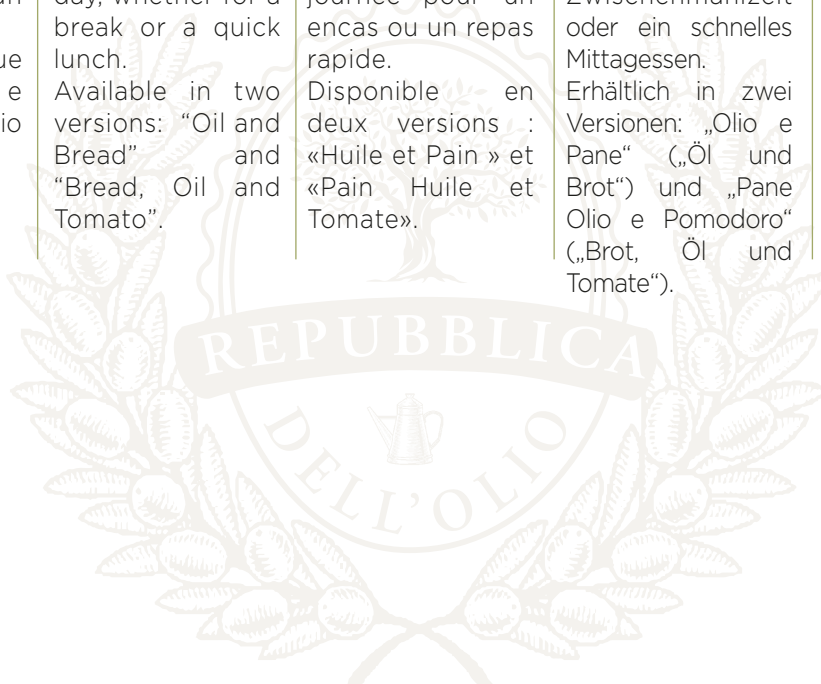 ue
e
io
day, whether for a
break or a quick
lunch.
Available in two
versions: “Oil and
Bread” and
“Bread, Oil and
Tomato”.
journée pour un
encas ou un repas
rapide.
Disponible en
deux versions :
«Huile et Pain » et
«Pain Huile et
Tomate».
Zwischenmahlzeit
oder ein schnelles
Mittagessen.
Erhältlich in zwei
Versionen: „Olio e
Pane“ („Öl und
Brot“) und „Pane
Olio e Pomodoro“
(„Brot, Öl und
Tomate“).
REPUBBLICA
DELL’OLIO